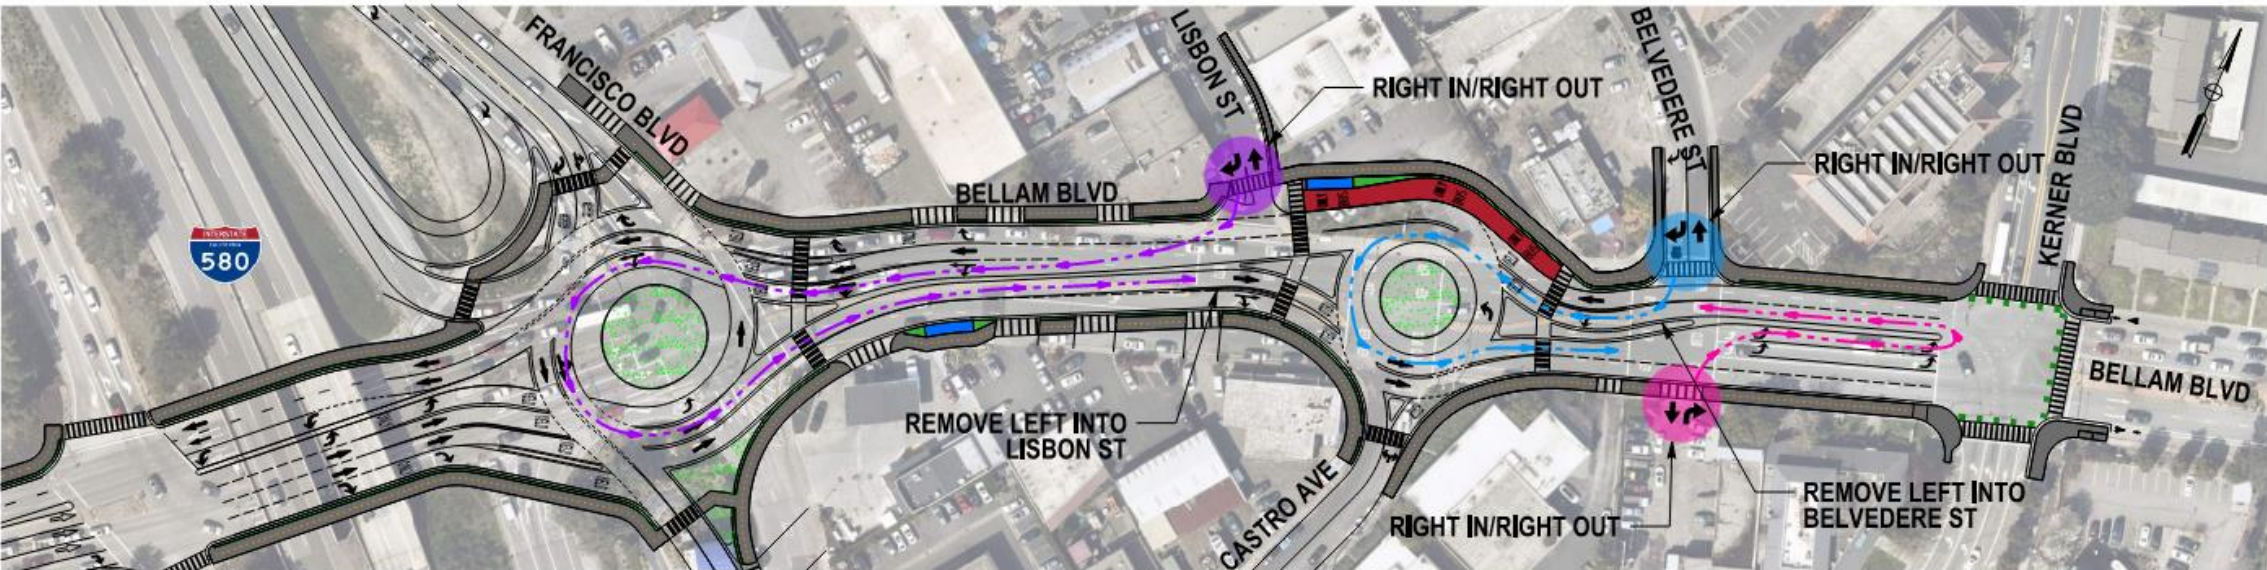 FRANCISCO BLVD
LISBON ST
RIGHT IN/RIGHT OUT
BELVEDERE ST
RIGHT IN/RIGHT OUT
KERNER BLVD
BELLAM BLVD
INTERSTATE
CALIFORNIA
580
BELLAM BLVD
REMOVE LEFT INTO
LISBON ST
CASTRO AVE
RIGHT IN/RIGHT OUT
REMOVE LEFT INTO
BELVEDERE ST